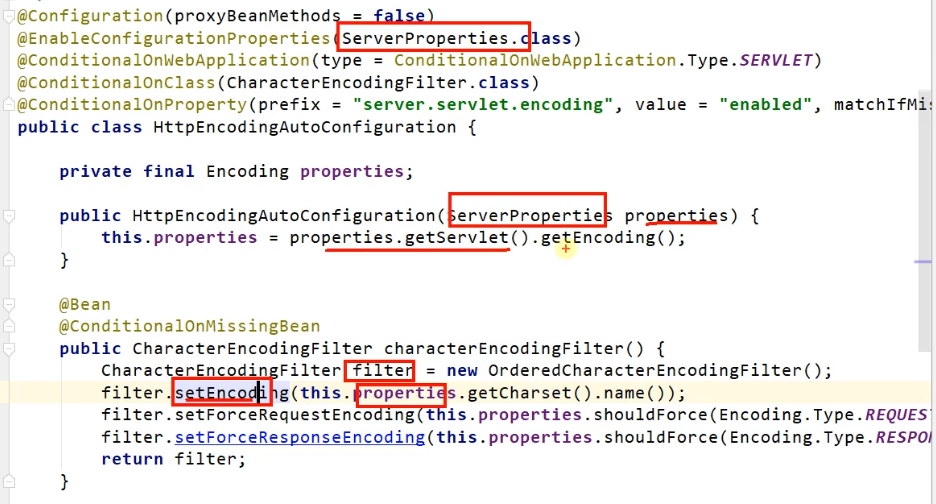 @Configuration(proxyBeanMethods = false)
@EnableConfigurationProperties(ServerProperties.class)
@ConditionalOnWebApplication(type = ConditionalOnWebApplication.Type.SERVLET)
@ConditionalOnClass(CharacterEncodingFilter.class)
@ConditionalOnProperty(prefix = "server.servlet.encoding", value = "enabled", matchIfMis
public class HttpEncodingAutoConfiguration {
private final Encoding properties;
public HttpEncodingAutoConfiguration(ServerProperties properties) {
this.properties = properties.getServlet().getEncoding();
}
@Bean
@ConditionalOnMissingBean
public CharacterEncodingFilter characterEncodingFilter() {
CharacterEncodingFilter filter = new OrderedCharacterEncodingFilter();
filter.setEncoding(this.properties.getCharset().name());
filter.setForceRequestEncoding(this.properties.shouldForce(Encoding.Type.REQUES
filter.setForceResponseEncoding(this.properties.shouldForce(Encoding.Type.RESPO
return filter;
}